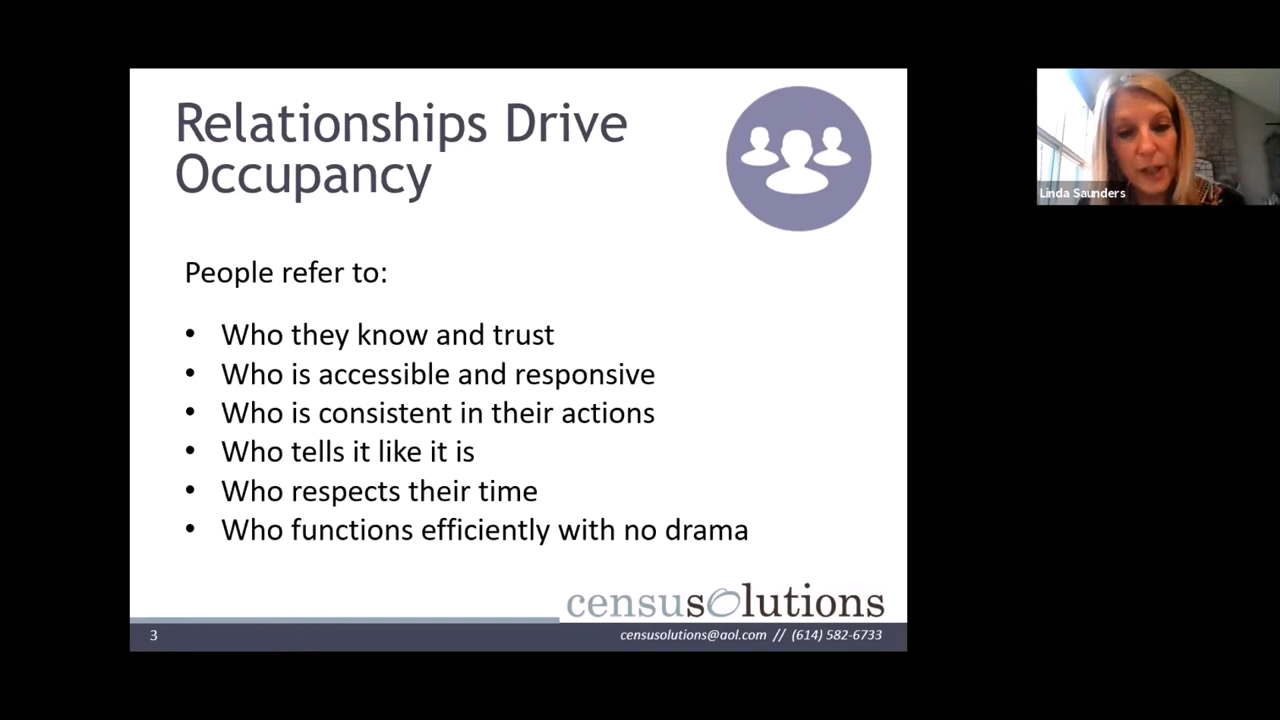 Relationships Drive
Occupancy
People refer to:
• Who they know and trust
• Who is accessible and responsive
• Who is consistent in their actions
• Who tells it like it is
• Who respects their time
• Who functions efficiently with no drama
censusolutions
3
censusolutions@aol.com // (614) 582-6733
Linda Saunders